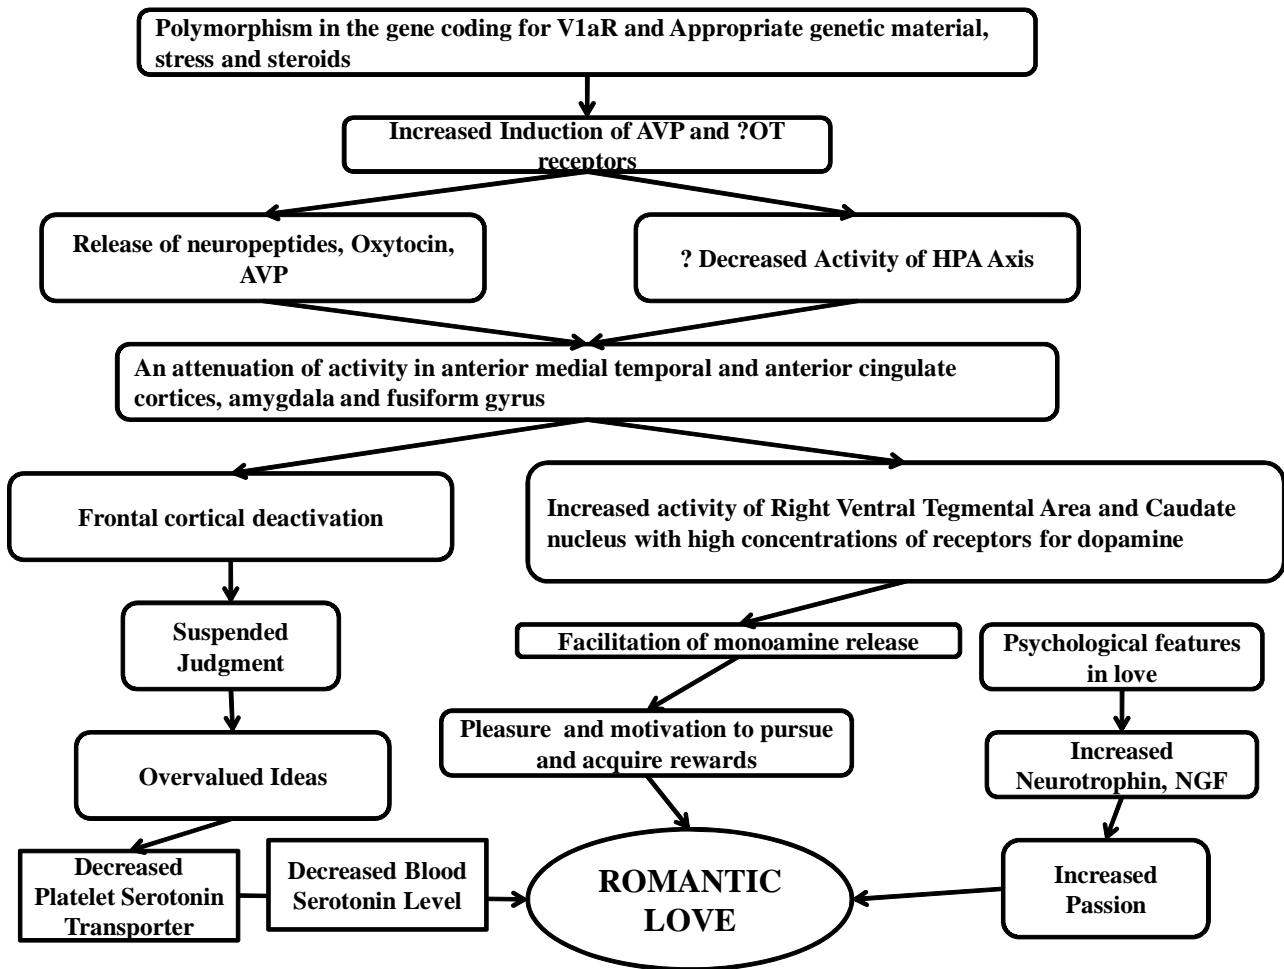 Polymorphism in the gene coding for V1aR and Appropriate genetic material,
stress and steroids
Increased Induction of AVP and ?OT
receptors
Release of neuropeptides, Oxytocin,
AVP
? Decreased Activity of HPA Axis
An attenuation of activity in anterior medial temporal and anterior cingulate
cortices, amygdala and fusiform gyrus
Frontal cortical deactivation
Increased activity of Right Ventral Tegmental Area and Caudate
nucleus with high concentrations of receptors for dopamine
Suspended
Judgment
Facilitation of monoamine release
Psychological features
in love
Overvalued Ideas
Pleasure and motivation to pursue
and acquire rewards
Increased
Neurotrophin, NGF
Decreased
Platelet Serotonin
Transporter
Decreased Blood
Serotonin Level
ROMANTIC
LOVE
Increased
Passion